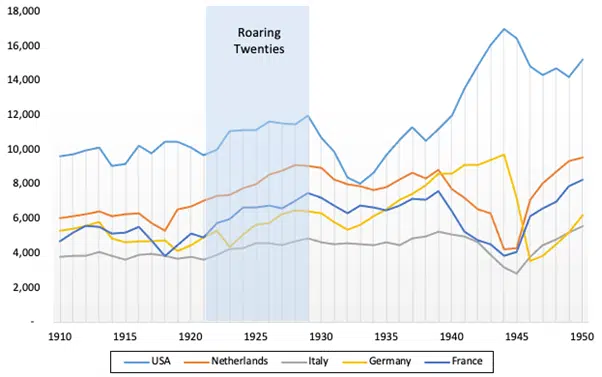 18,000
Roaring
Twenties
16,000
14,000
12,000
10,000
8,000
6,000
4,000
2,000
-
1910 1915 1920 1925 1930 1935 1940 1945 1950
USA Netherlands Italy Germany France